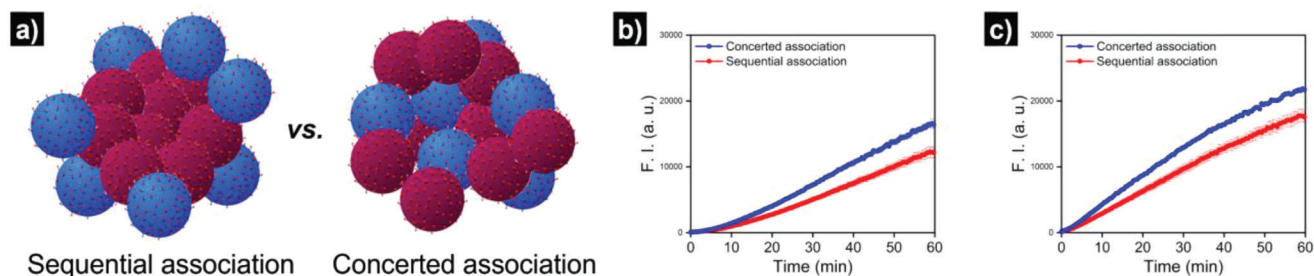 a)
vs.
Sequential association
Concerted association
b)
30000
20000
10000
0
F. I. (a. u.)
Concerted association
Sequential association
0 10 20 30 40 50 60
Time (min)
c)
30000
20000
10000
0
F. I. (a. u.)
Concerted association
Sequential association
0 10 20 30 40 50 60
Time (min)